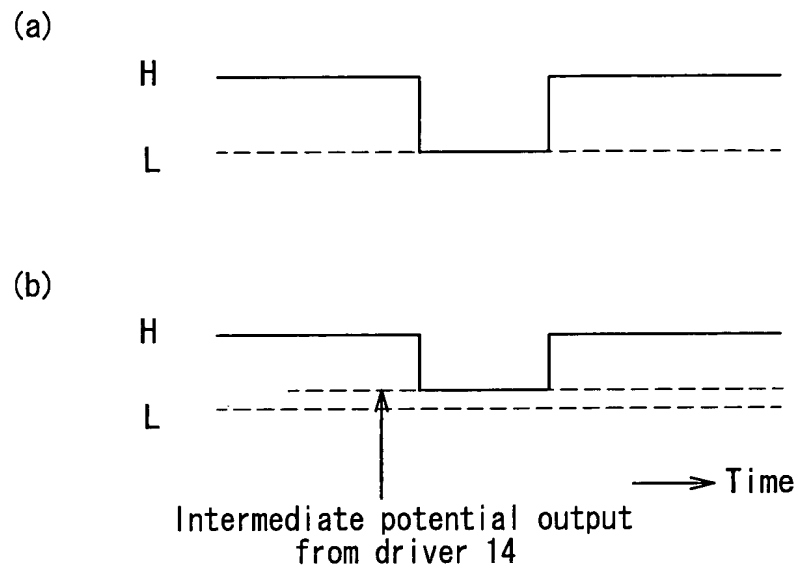 (a)
H
L
(b)
H
L
Time
Intermediate potential output
from driver 14